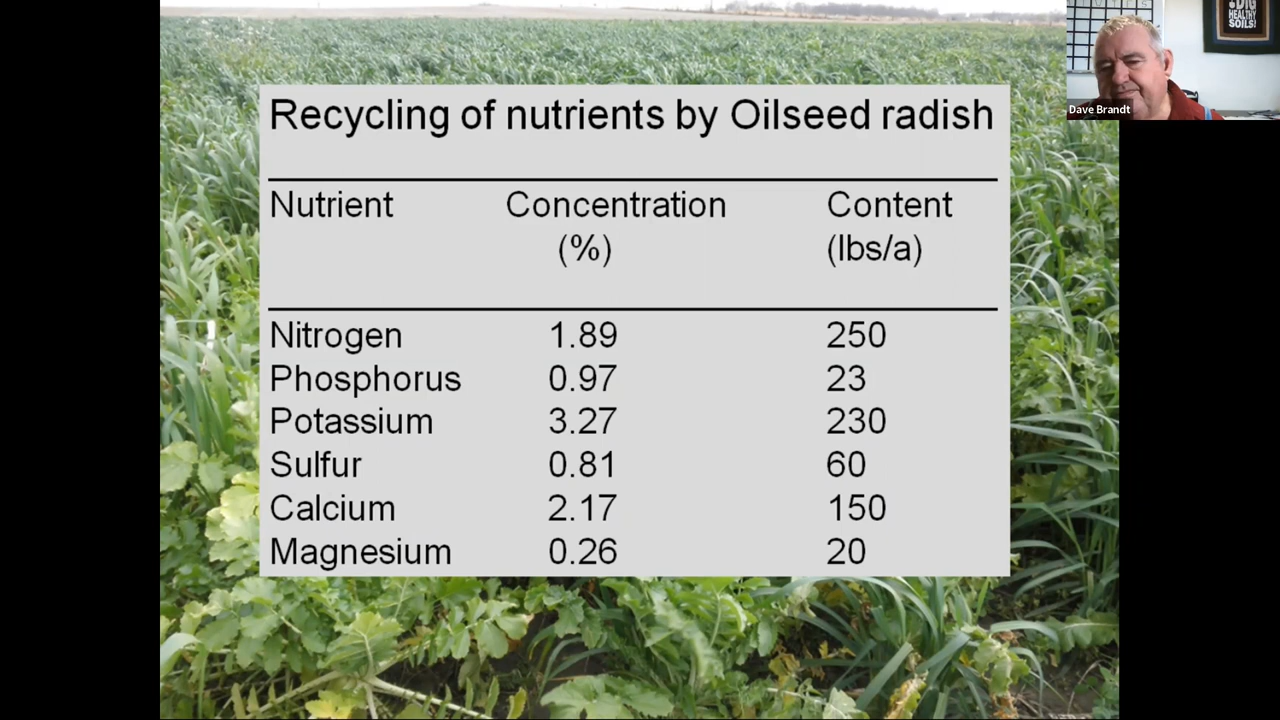 Recycling of nutrients by Oilseed radish
Nutrient Concentration Content
(%) (lbs/a)
Nitrogen 1.89 250
Phosphorus 0.97 23
Potassium 3.27 230
Sulfur 0.81 60
Calcium 2.17 150
Magnesium 0.26 20
DIG
HEALTHY
SOILS!
Dave Brandt